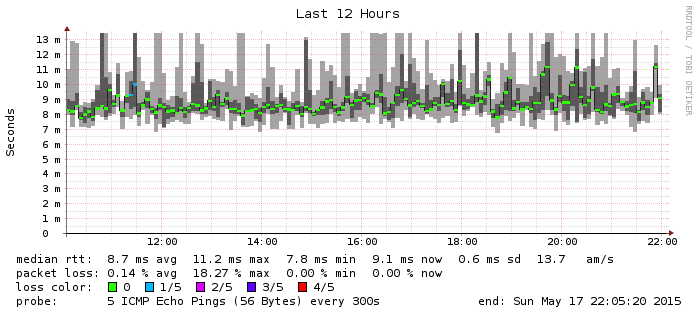 Last 12 Hours
RRDTOOL / TOBI OETIKER
Seconds
13 m
12 m
11 m
10 m
9 m
8 m
7 m
6 m
5 m
4 m
3 m
2 m
1 m
0
12:00 14:00 16:00 18:00 20:00 22:00
median rtt: 8.7 ms avg 11.2 ms max 7.8 ms min 9.1 ms now 0.6 ms sd 13.7 am/s
packet loss: 0.14 % avg 18.27 % max 0.00 % min 0.00 % now
loss color: 0 1/5 2/5 3/5 4/5
probe: 5 ICMP Echo Pings (56 Bytes) every 300s end: Sun May 17 22:05:20 2015